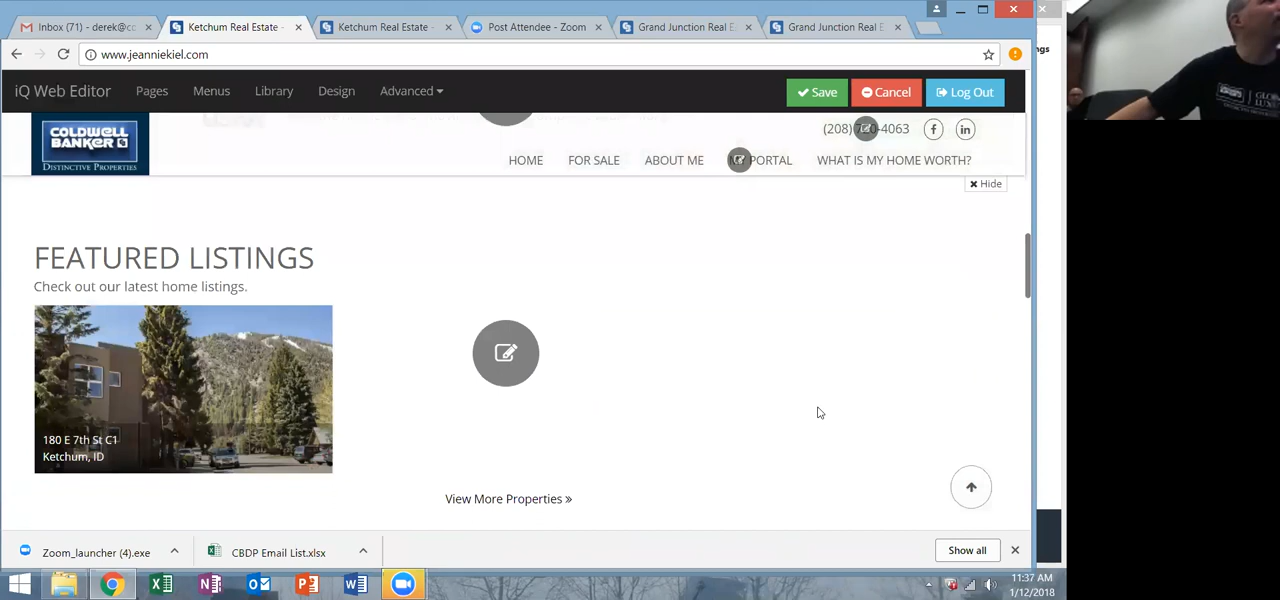 Inbox (71) - derek@cc
Ketchum Real Estate -
Ketchum Real Estate -
Post Attendee - Zoom
Grand Junction Real E
Grand Junction Real E
www.jeanniekiel.com
iQ Web Editor Pages Menus Library Design Advanced Save Cancel Log Out
COLDWELL
BANKER
DISTINCTIVE PROPERTIES
(208) 7 0-4063
HOME FOR SALE ABOUT ME MY PORTAL WHAT IS MY HOME WORTH?
Hide
FEATURED LISTINGS
Check out our latest home listings.
180 E 7th St C1
Ketchum, ID
View More Properties »
Zoom_launcher (4).exe
CBDP Email List.xlsx
Show all
11:37 AM
1/12/2018